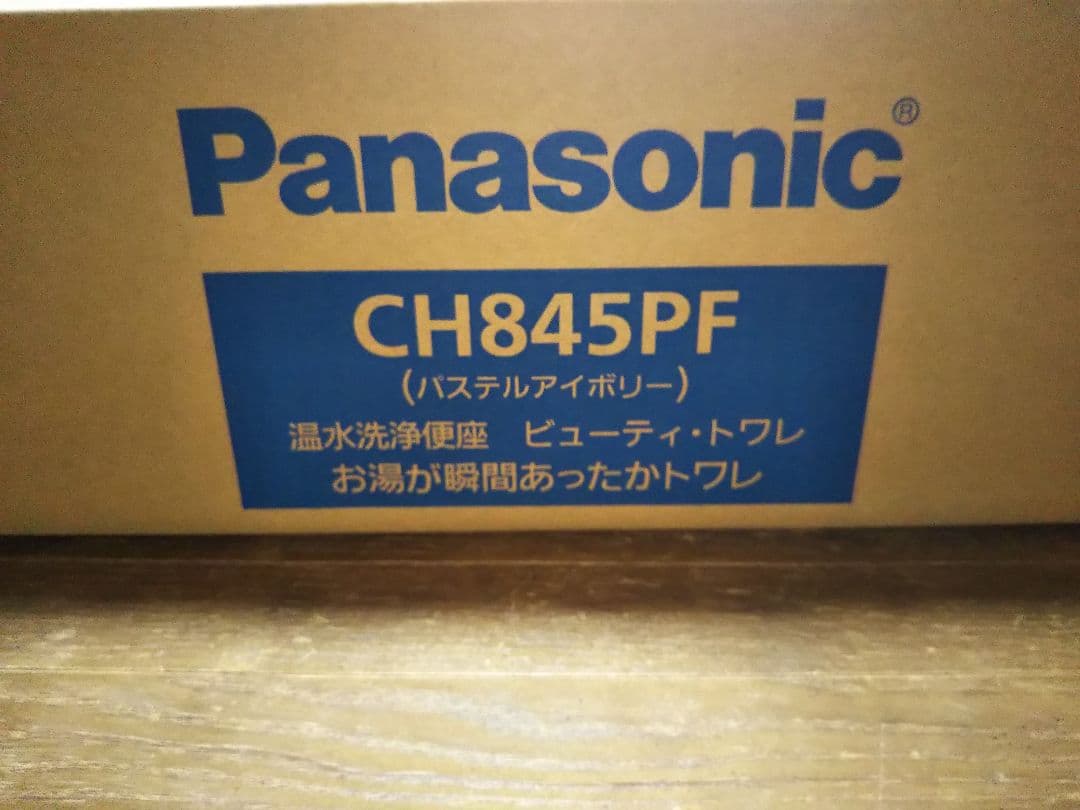 Panasonic®
CH845PF
(パステルアイボリー)
温水洗浄便座　ビューティ・トワレ
お湯が瞬間あったかトワレ